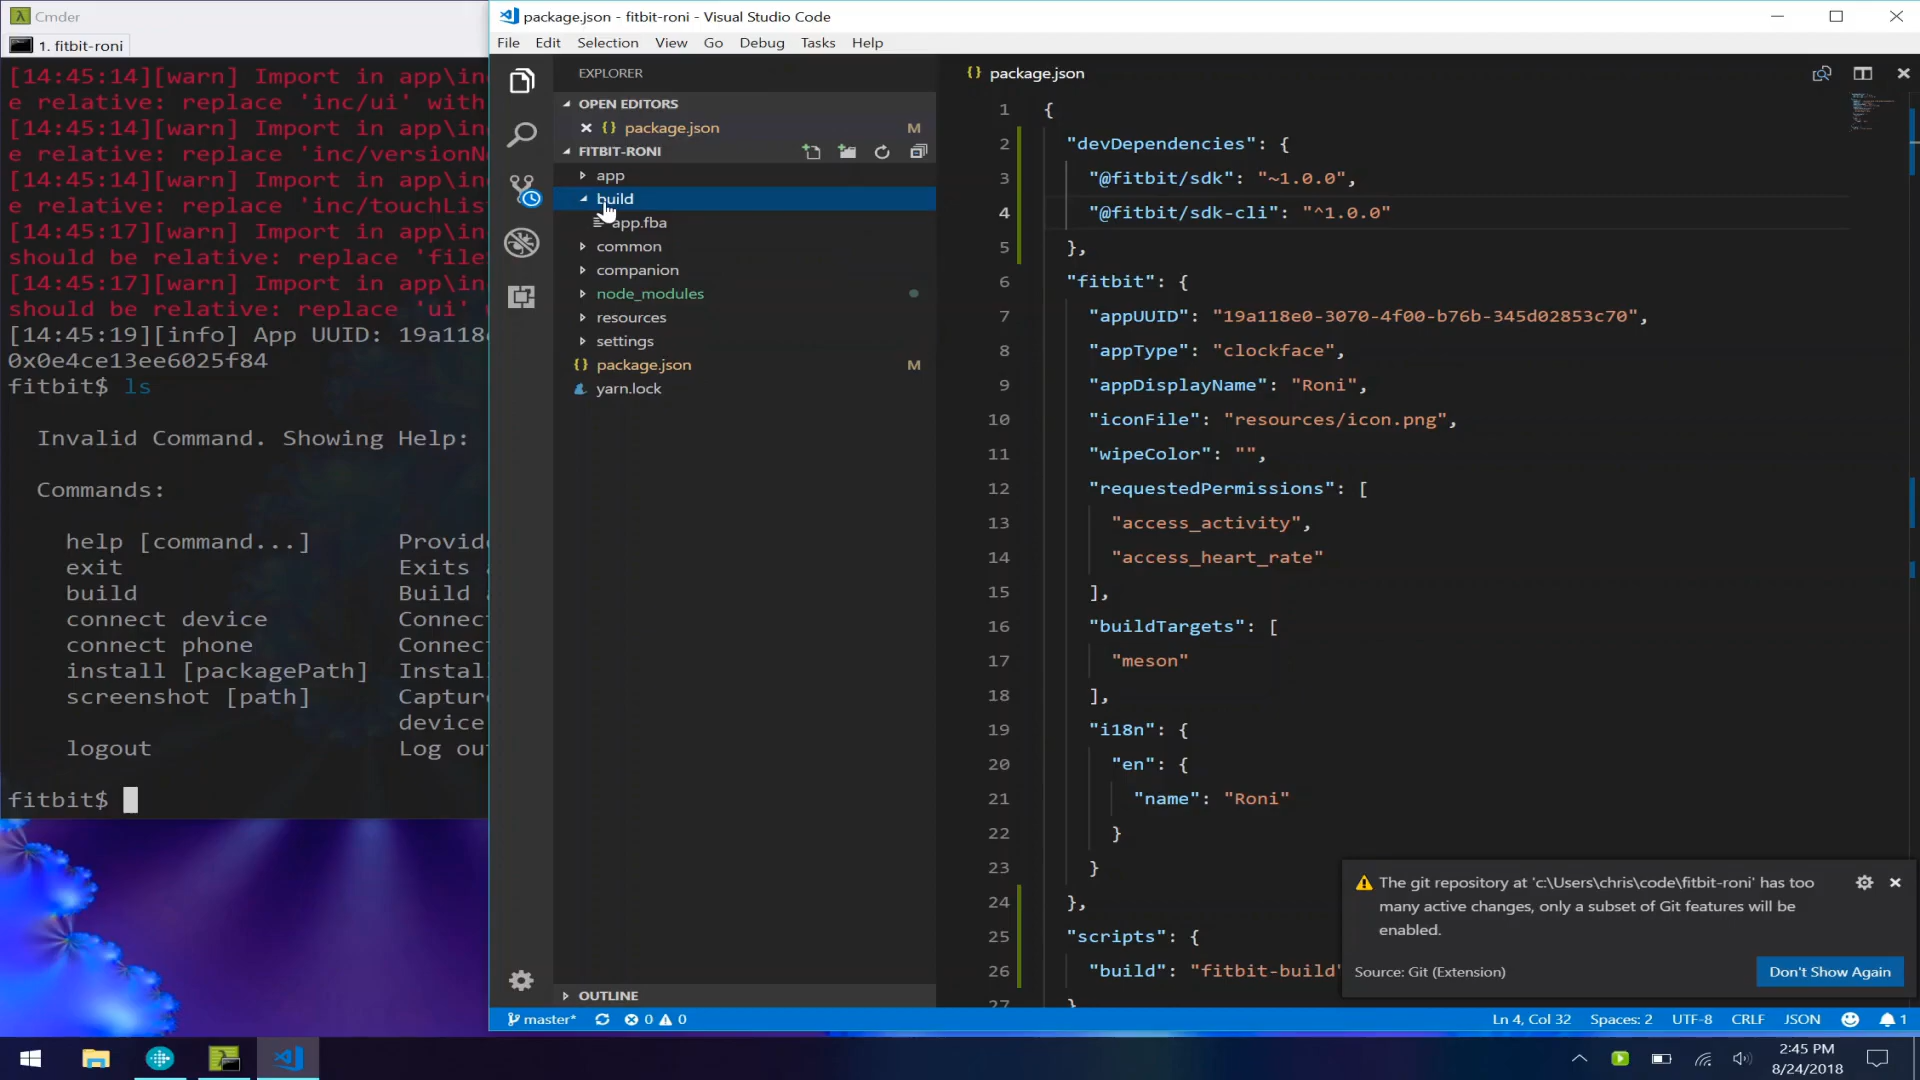 Cmder
1. fitbit-roni
[14:45:14][warn] Import in app\in
e relative: replace 'inc/ui' with
[14:45:14][warn] Import in app\in
e relative: replace 'inc/versionN
[14:45:14][warn] Import in app\in
e relative: replace 'inc/touchLis
[14:45:17][warn] Import in app\in
should be relative: replace 'file
[14:45:17][warn] Import in app\in
should be relative: replace 'ui'
[14:45:19][info] App UUID: 19a118
0x0e4ce13ee6025f84
fitbit$ ls
Invalid Command. Showing Help:
Commands:
help [command...] Provid
exit Exits
build Build
connect device Connec
connect phone Connec
install [packagePath] Instal
screenshot [path] Captur
device
logout Log ou
fitbit$
package.json - fitbit-roni - Visual Studio Code
File Edit Selection View Go Debug Tasks Help
EXPLORER
OPEN EDITORS
package.json M
FITBIT-RONI
app
build
app.fba
common
companion
node_modules
resources
settings
package.json M
yarn.lock
OUTLINE
package.json
1 {
2 "devDependencies": {
3 "@fitbit/sdk": "~1.0.0",
4 "@fitbit/sdk-cli": "^1.0.0"
5 },
6 "fitbit": {
7 "appUUID": "19a118e0-3070-4f00-b76b-345d02853c70",
8 "appType": "clockface",
9 "appDisplayName": "Roni",
10 "iconFile": "resources/icon.png",
11 "wipeColor": "",
12 "requestedPermissions": [
13 "access_activity",
14 "access_heart_rate"
15 ],
16 "buildTargets": [
17 "meson"
18 ],
19 "i18n": {
20 "en": {
21 "name": "Roni"
22 }
23 }
24 },
25 "scripts": {
26 "build": "fitbit-build"
27 }
The git repository at 'c:\Users\chris\code\fitbit-roni' has too
many active changes, only a subset of Git features will be
enabled.
Source: Git (Extension)
Don't Show Again
master* 0 0
Ln 4, Col 32 Spaces: 2 UTF-8 CRLF JSON 1
2:45 PM
8/24/2018